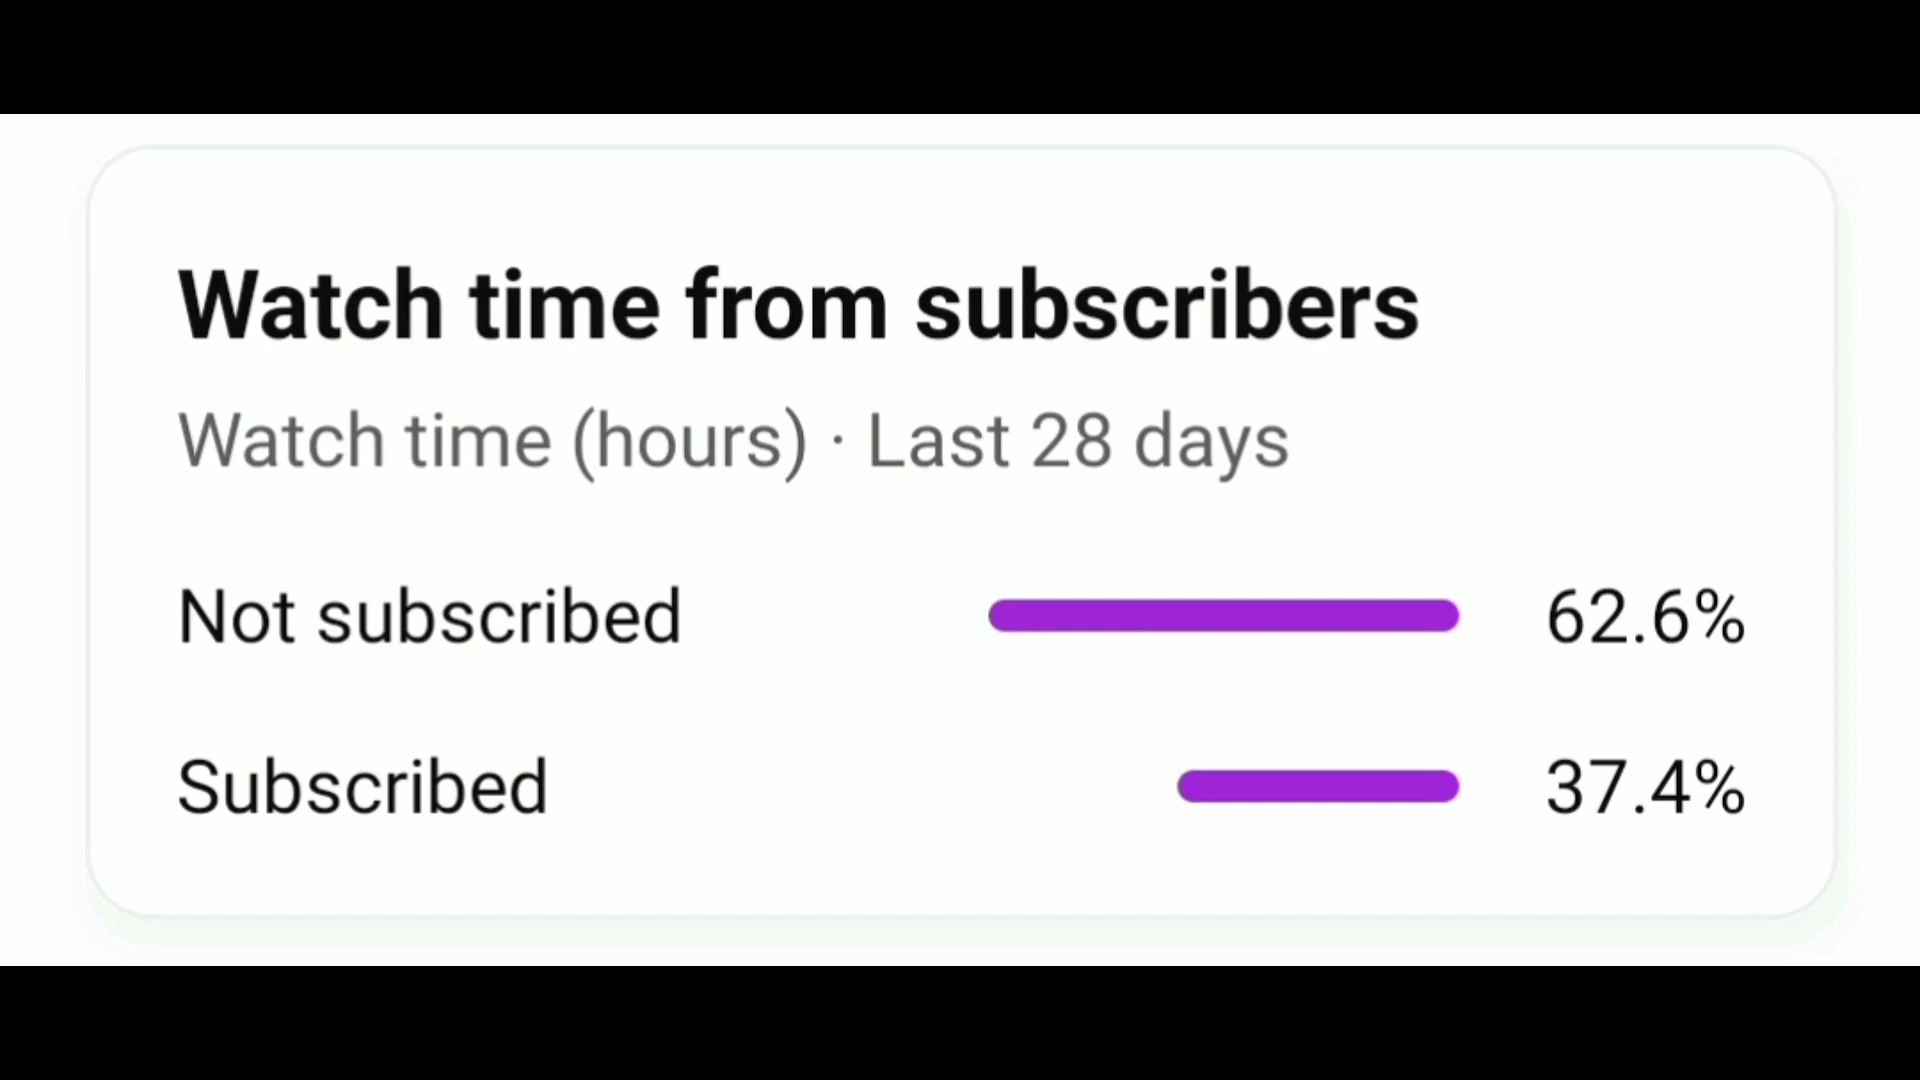 Watch time from subscribers
Watch time (hours) · Last 28 days
Not subscribed 62.6%
Subscribed 37.4%